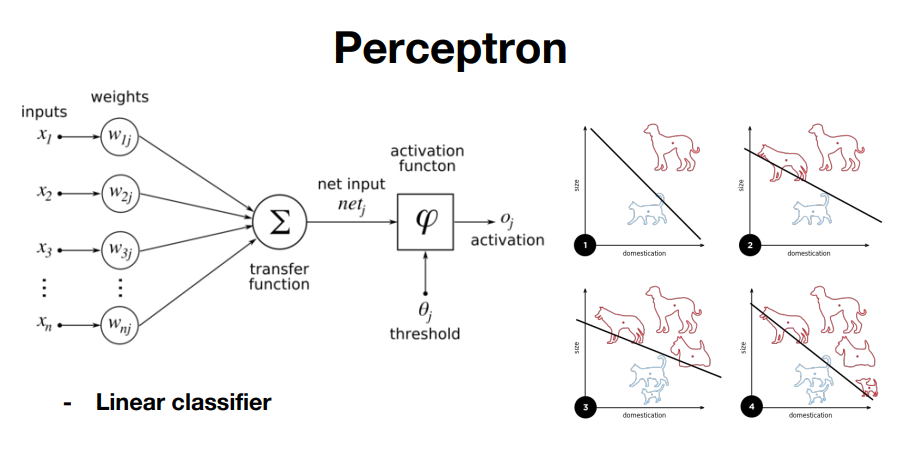 Perceptron
inputs
weights
x1
w1j
x2
w2j
x3
w3j
⋮
⋮
xn
wnj
Σ
transfer
function
net input
netj
activation
functon
φ
oj
activation
θj
threshold
- Linear classifier
size
domestication
1
size
domestication
2
size
domestication
3
size
domestication
4